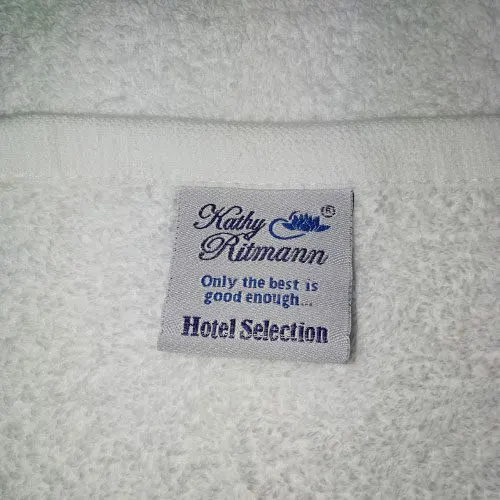 Kathy ®
Ritmann
Only the best is
good enough...
Hotel Selection